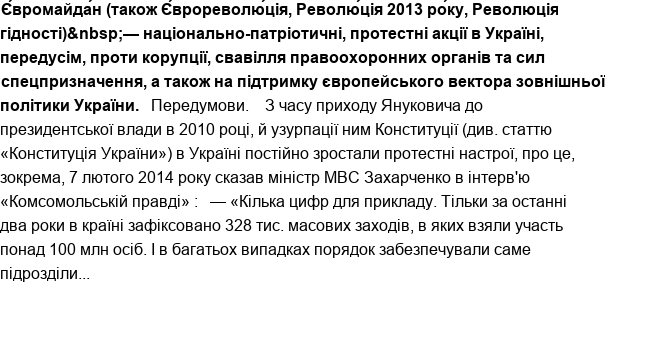 Євромайда́н (також Єврореволю́ція, Револю́ція 2013 ро́ку, Революція
гідності)&nbsp;— національно-патріотичні, протестні акції в Україні,
передусім, проти корупції, свавілля правоохоронних органів та сил
спецпризначення, а також на підтримку європейського вектора зовнішньої
політики України. Передумови. З часу приходу Януковича до
президентської влади в 2010 році, й узурпації ним Конституції (див. статтю
«Конституція України») в Україні постійно зростали протестні настрої, про це,
зокрема, 7 лютого 2014 року сказав міністр МВС Захарченко в інтерв'ю
«Комсомольській правді» : — «Кілька цифр для прикладу. Тільки за останні
два роки в країні зафіксовано 328 тис. масових заходів, в яких взяли участь
понад 100 млн осіб. І в багатьох випадках порядок забезпечували саме
підрозділи...